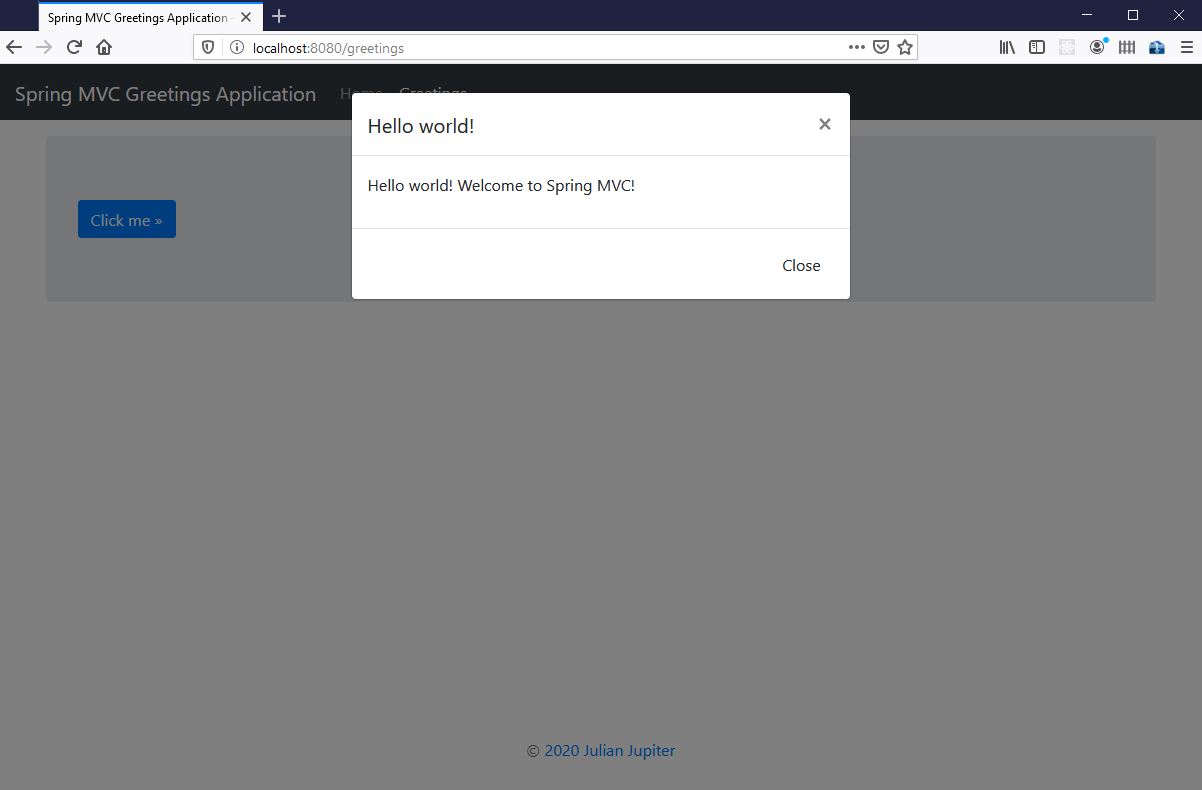 Spring MVC Greetings Application -
localhost:8080/greetings
Spring MVC Greetings Application Home Greetings
Hello world!
Hello world! Welcome to Spring MVC!
Click me »
Close
© 2020 Julian Jupiter